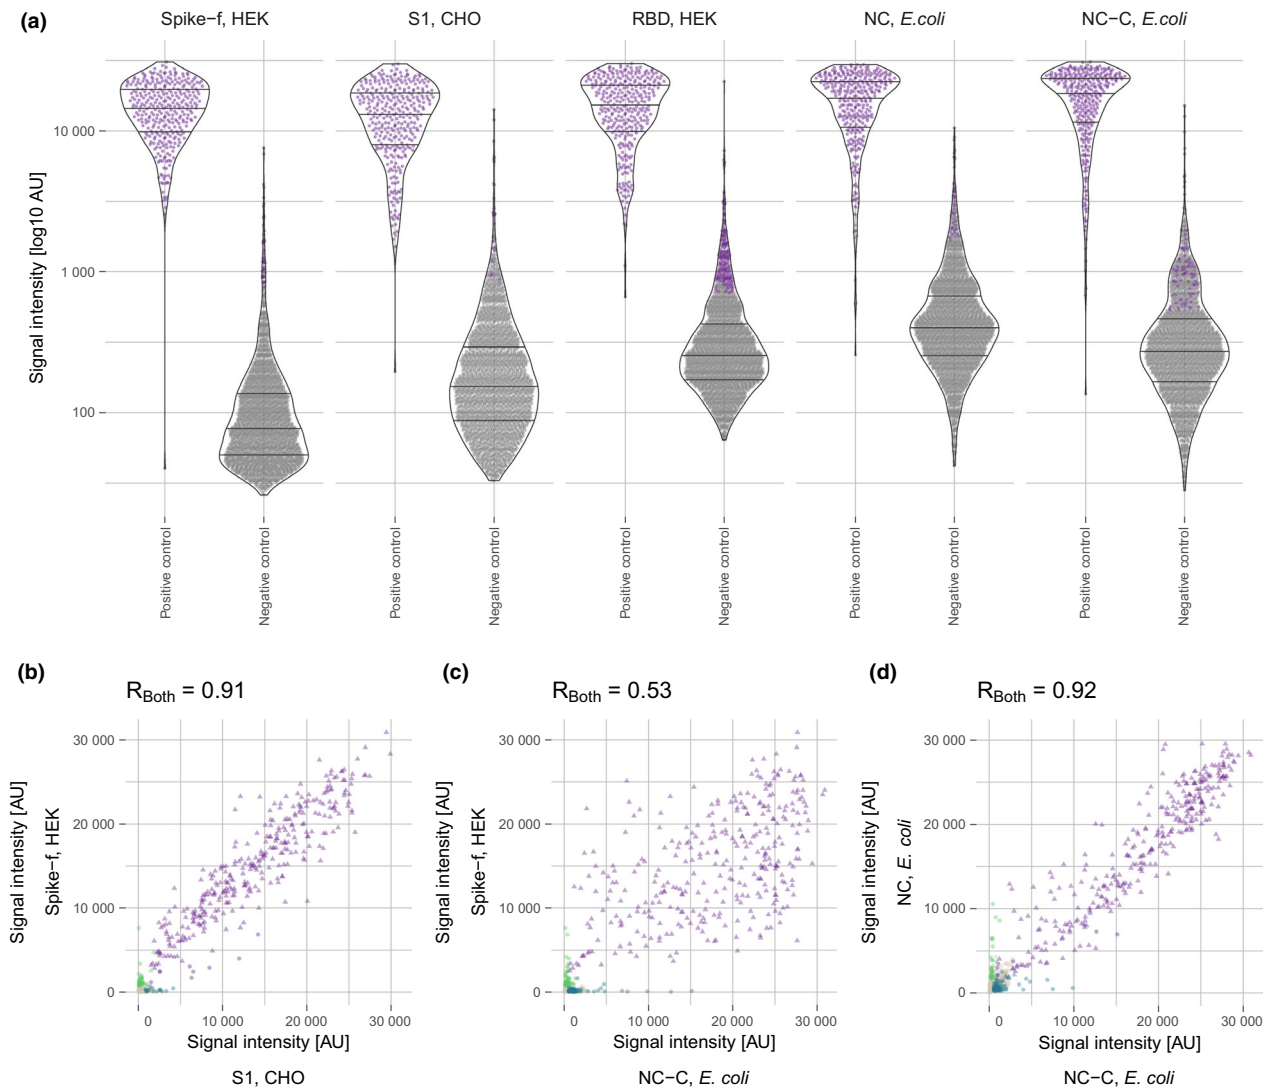 (a)
Spike−f, HEK
S1, CHO
RBD, HEK
NC, E.coli
NC−C, E.coli
Signal intensity [log10 AU]
10 000
1 000
100
Positive control
Negative control
Positive control
Negative control
Positive control
Negative control
Positive control
Negative control
Positive control
Negative control
(b)
R_Both = 0.91
Signal intensity [AU]
Spike−f, HEK
30 000
20 000
10 000
0
0
10 000
20 000
30 000
Signal intensity [AU]
S1, CHO
(c)
R_Both = 0.53
Signal intensity [AU]
Spike−f, HEK
30 000
20 000
10 000
0
0
10 000
20 000
30 000
Signal intensity [AU]
NC−C, E. coli
(d)
R_Both = 0.92
Signal intensity [AU]
NC, E. coli
30 000
20 000
10 000
0
0
10 000
20 000
30 000
Signal intensity [AU]
NC−C, E. coli